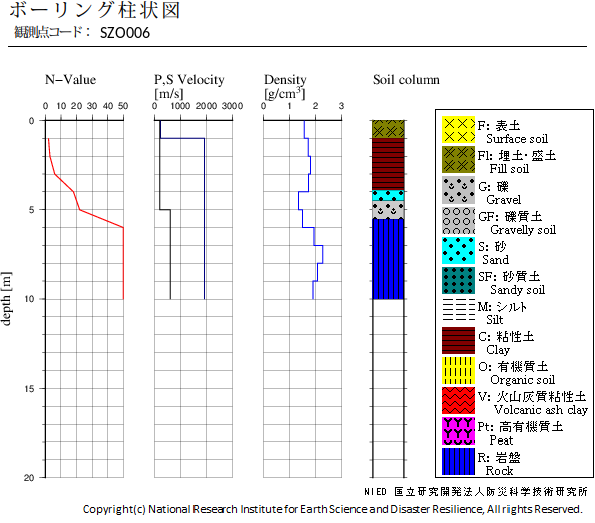 ボーリング柱状図
観測点コード: SZO006
N-Value
P,S Velocity
[m/s]
Density
[g/cm³]
Soil column
0 10 20 30 40 50
0 1000 2000 3000
0 1 2 3
0
5
10
15
20
depth [m]
F: 表土
Surface soil
Fl: 埋土・盛土
Fill soil
G: 礫
Gravel
GF: 礫質土
Gravelly soil
S: 砂
Sand
SF: 砂質土
Sandy soil
M: シルト
Silt
C: 粘性土
Clay
O: 有機質土
Organic soil
V: 火山灰質粘性土
Volcanic ash clay
Pt: 高有機質土
Peat
R: 岩盤
Rock
NIED 国立研究開発法人防災科学技術研究所
Copyright(c) National Research Institute for Earth Science and Disaster Resilience, All rights Reserved.